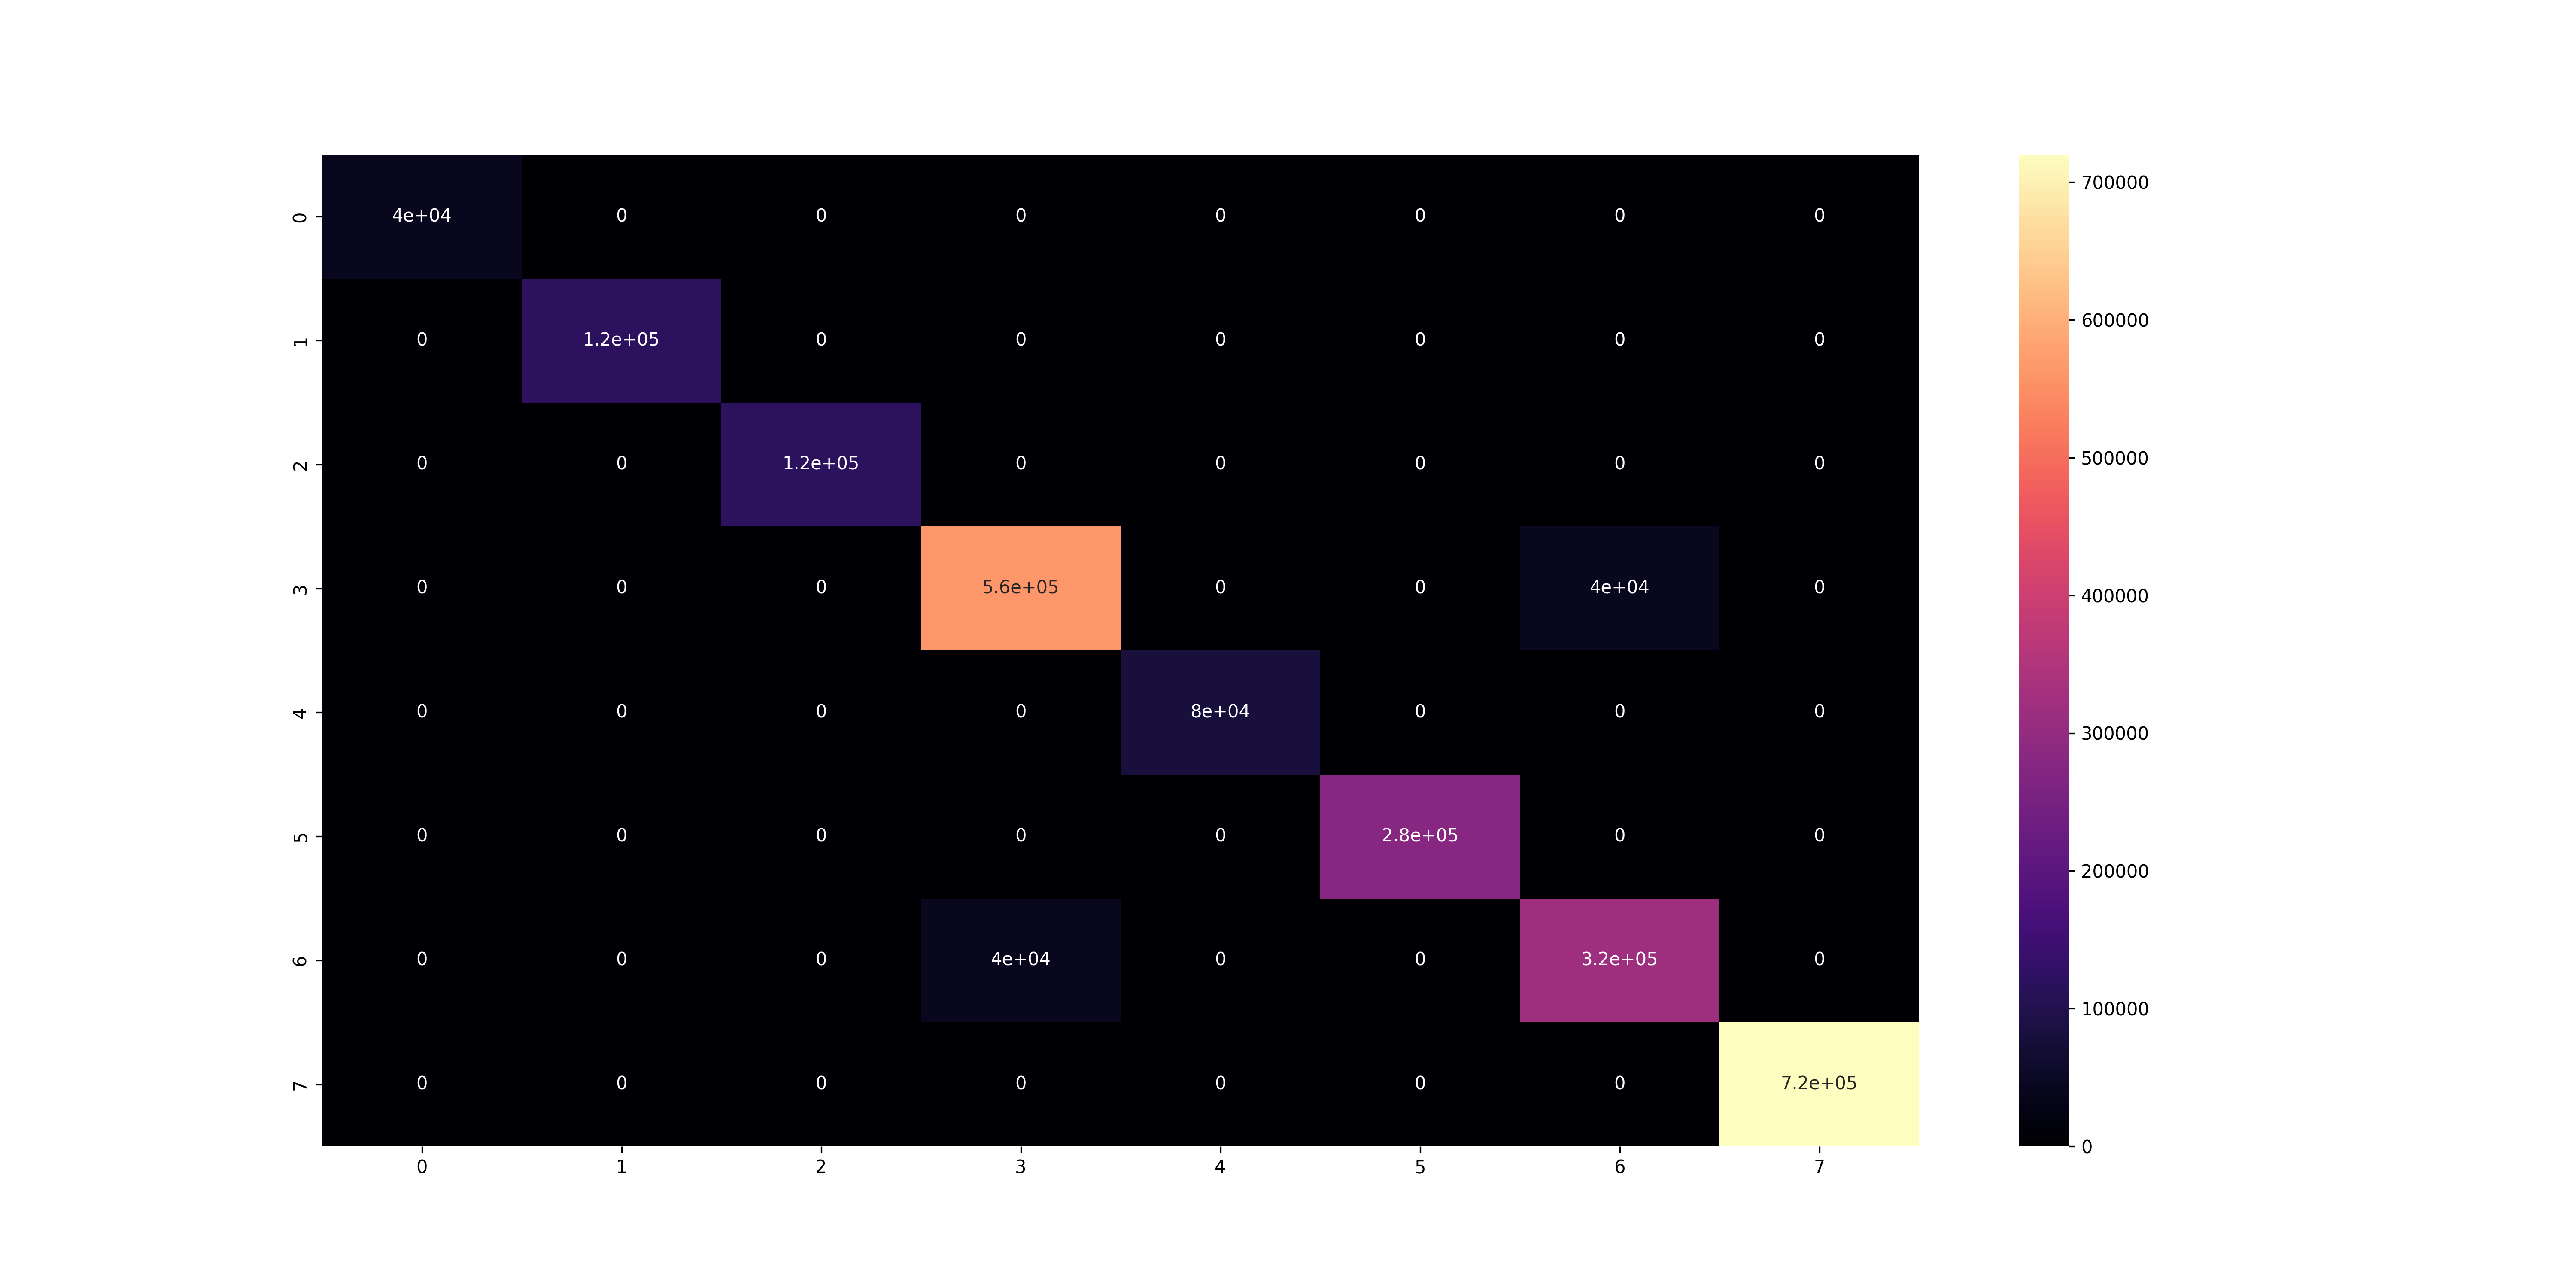 0 4e+04 0 0 0 0 0 0 0
1 0 1.2e+05 0 0 0 0 0 0
2 0 0 1.2e+05 0 0 0 0 0
3 0 0 0 5.6e+05 0 0 4e+04 0
4 0 0 0 0 8e+04 0 0 0
5 0 0 0 0 0 2.8e+05 0 0
6 0 0 0 4e+04 0 0 3.2e+05 0
7 0 0 0 0 0 0 0 7.2e+05
0 1 2 3 4 5 6 7
700000
600000
500000
400000
300000
200000
100000
0